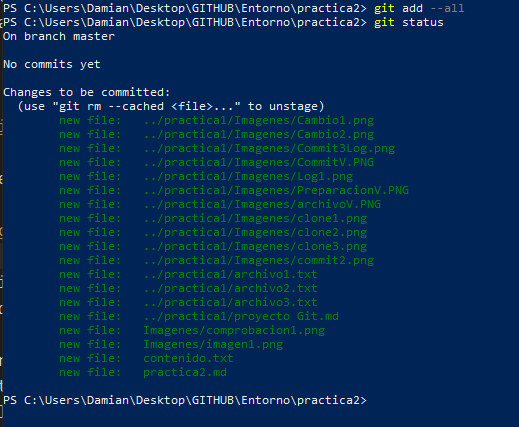 PS C:\Users\Damian\Desktop\GITHUB\Entorno\practica2> git add --all
PS C:\Users\Damian\Desktop\GITHUB\Entorno\practica2> git status
On branch master
No commits yet
Changes to be committed:
(use "git rm --cached <file>..." to unstage)
new file: ../practica1/Imagenes/Cambio1.png
new file: ../practica1/Imagenes/Cambio2.png
new file: ../practica1/Imagenes/Commit3Log.png
new file: ../practica1/Imagenes/CommitV.PNG
new file: ../practica1/Imagenes/Log1.png
new file: ../practica1/Imagenes/PreparacionV.PNG
new file: ../practica1/Imagenes/archivoV.PNG
new file: ../practica1/Imagenes/clone1.png
new file: ../practica1/Imagenes/clone2.png
new file: ../practica1/Imagenes/clone3.png
new file: ../practica1/Imagenes/commit2.png
new file: ../practica1/archivo1.txt
new file: ../practica1/archivo2.txt
new file: ../practica1/archivo3.txt
new file: ../practica1/proyecto Git.md
new file: Imagenes/comprobacion1.png
new file: Imagenes/imagen1.png
new file: contenido.txt
new file: practica2.md
PS C:\Users\Damian\Desktop\GITHUB\Entorno\practica2>